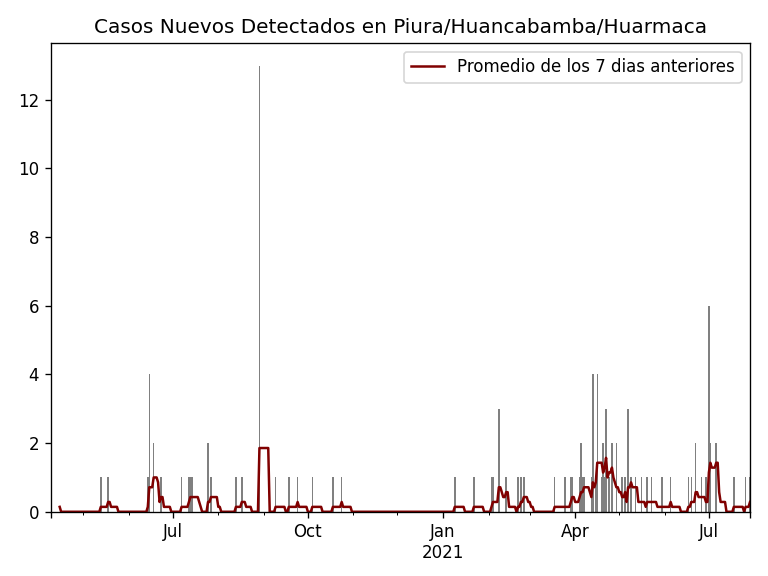 Casos Nuevos Detectados en Piura/Huancabamba/Huarmaca
Promedio de los 7 dias anteriores
12
10
8
6
4
2
0
Jul Oct Jan Apr Jul
2021